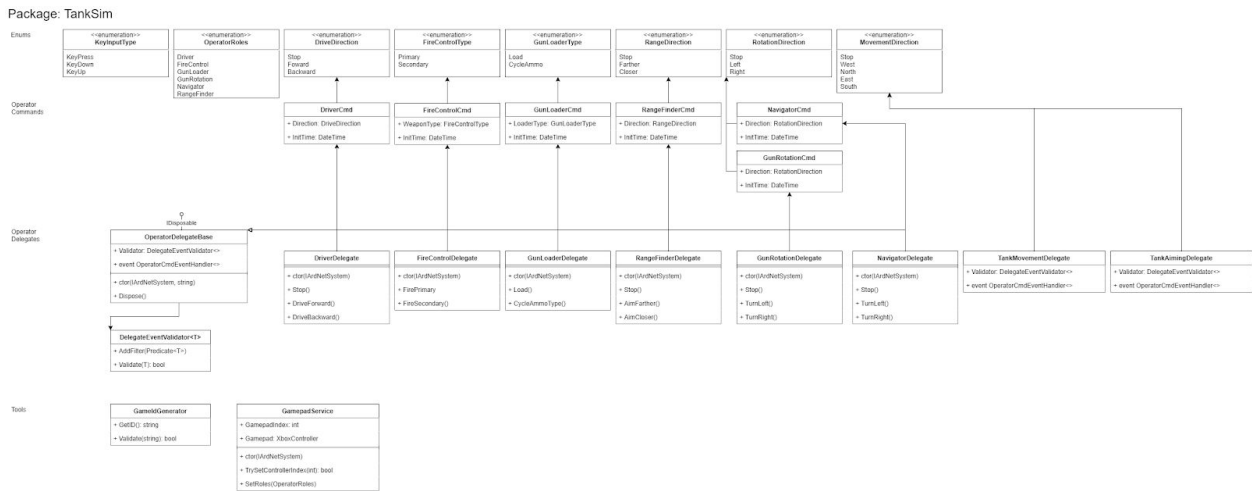 Package: TankSim
Enums
<<enumeration>>
KeyInputType
KeyPress
KeyDown
KeyUp
<<enumeration>>
OperatorRoles
Driver
FireControl
GunLoader
GunRotation
Navigator
RangeFinder
<<enumeration>>
DriveDirection
Stop
Foward
Backward
<<enumeration>>
FireControlType
Primary
Secondary
<<enumeration>>
GunLoaderType
Load
CycleAmmo
<<enumeration>>
RangeDirection
Stop
Farther
Closer
<<enumeration>>
RotationDirection
Stop
Left
Right
<<enumeration>>
MovementDirection
Stop
West
North
East
South
Operator
Commands
DriverCmd
+ Direction: DriveDirection
+ InitTime: DateTime
FireControlCmd
+ WeaponType: FireControlType
+ InitTime: DateTime
GunLoaderCmd
+ LoaderType: GunLoaderType
+ InitTime: DateTime
RangeFinderCmd
+ Direction: RangeDirection
+ InitTime: DateTime
NavigatorCmd
+ Direction: RotationDirection
+ InitTime: DateTime
GunRotationCmd
+ Direction: RotationDirection
+ InitTime: DateTime
Operator
Delegates
IDisposable
OperatorDelegateBase
+ Validator: DelegateEventValidator<>
+ event OperatorCmdEventHandler<>
+ ctor(IArdNetSystem, string)
+ Dispose()
DriverDelegate
+ ctor(IArdNetSystem)
+ Stop()
+ DriveForward()
+ DriveBackward()
FireControlDelegate
+ ctor(IArdNetSystem)
+ FirePrimary
+ FireSecondary()
GunLoaderDelegate
+ ctor(IArdNetSystem)
+ Load()
+ CycleAmmoType()
RangeFinderDelegate
+ ctor(IArdNetSystem)
+ Stop()
+ AimFarther()
+ AimCloser()
GunRotationDelegate
+ ctor(IArdNetSystem)
+ Stop()
+ TurnLeft()
+ TurnRight()
NavigatorDelegate
+ ctor(IArdNetSystem)
+ Stop()
+ TurnLeft()
+ TurnRight()
TankMovementDelegate
+ Validator: DelegateEventValidator<>
+ event OperatorCmdEventHandler<>
TankAimingDelegate
+ Validator: DelegateEventValidator<>
+ event OperatorCmdEventHandler<>
DelegateEventValidator<T>
+ AddFilter(Predicate<T>)
+ Validate(T): bool
Tools
GameIdGenerator
+ GetID(): string
+ Validate(string): bool
GamepadService
+ GamepadIndex: int
+ Gamepad: XboxController
+ ctor(IArdNetSystem)
+ TrySetControllerIndex(int): bool
+ SetRoles(OperatorRoles)